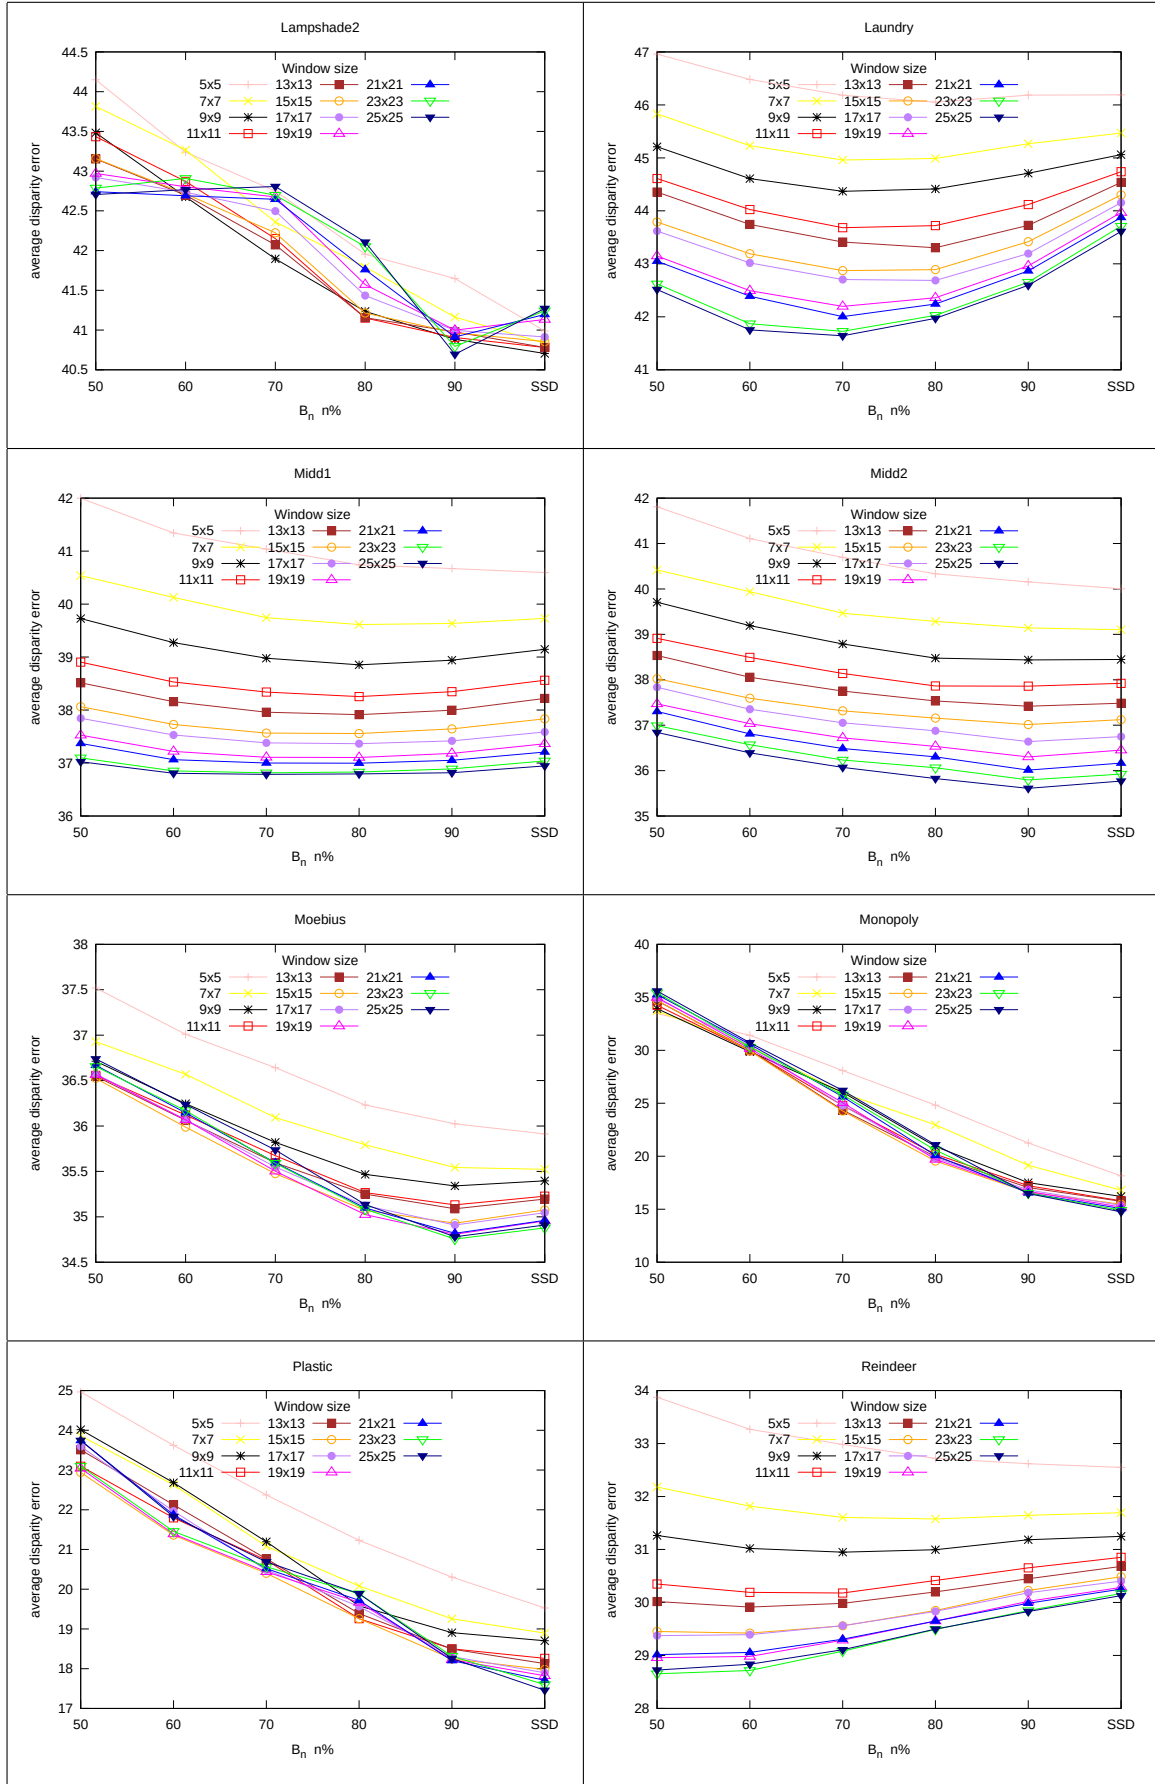 Lampshade2
average disparity error
44.5
44
43.5
43
42.5
42
41.5
41
40.5
Window size
5x5 13x13 21x21
7x7 15x15 23x23
9x9 17x17 25x25
11x11 19x19
50 60 70 80 90 SSD
B_n n%
Laundry
average disparity error
47
46
45
44
43
42
41
Window size
5x5 13x13 21x21
7x7 15x15 23x23
9x9 17x17 25x25
11x11 19x19
50 60 70 80 90 SSD
B_n n%
Midd1
average disparity error
42
41
40
39
38
37
36
Window size
5x5 13x13 21x21
7x7 15x15 23x23
9x9 17x17 25x25
11x11 19x19
50 60 70 80 90 SSD
B_n n%
Midd2
average disparity error
42
41
40
39
38
37
36
35
Window size
5x5 13x13 21x21
7x7 15x15 23x23
9x9 17x17 25x25
11x11 19x19
50 60 70 80 90 SSD
B_n n%
Moebius
average disparity error
38
37.5
37
36.5
36
35.5
35
34.5
Window size
5x5 13x13 21x21
7x7 15x15 23x23
9x9 17x17 25x25
11x11 19x19
50 60 70 80 90 SSD
B_n n%
Monopoly
average disparity error
40
35
30
25
20
15
10
Window size
5x5 13x13 21x21
7x7 15x15 23x23
9x9 17x17 25x25
11x11 19x19
50 60 70 80 90 SSD
B_n n%
Plastic
average disparity error
25
24
23
22
21
20
19
18
17
Window size
5x5 13x13 21x21
7x7 15x15 23x23
9x9 17x17 25x25
11x11 19x19
50 60 70 80 90 SSD
B_n n%
Reindeer
average disparity error
34
33
32
31
30
29
28
Window size
5x5 13x13 21x21
7x7 15x15 23x23
9x9 17x17 25x25
11x11 19x19
50 60 70 80 90 SSD
B_n n%